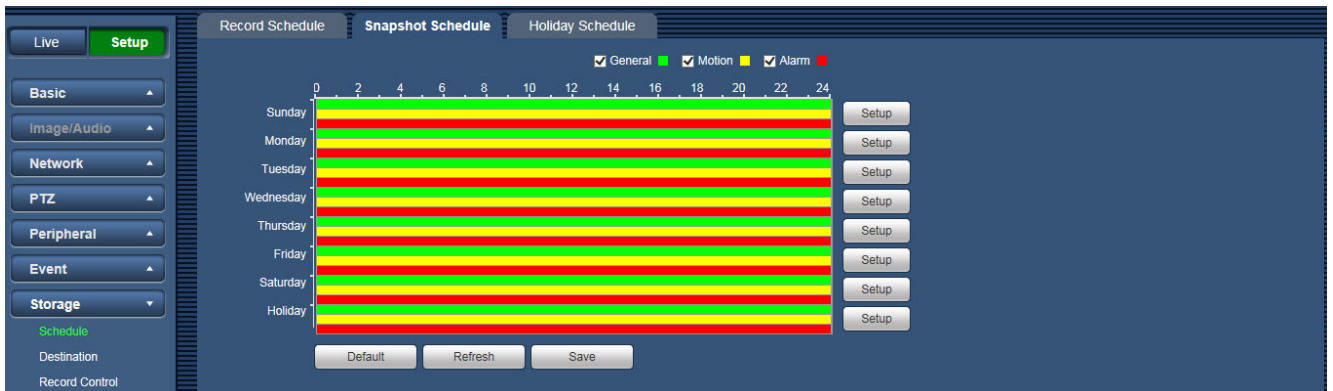 Live Setup
Basic
Image/Audio
Network
PTZ
Peripheral
Event
Storage
Schedule
Destination
Record Control
Record Schedule Snapshot Schedule Holiday Schedule
General Motion Alarm
0 2 4 6 8 10 12 14 16 18 20 22 24
Sunday Setup
Monday Setup
Tuesday Setup
Wednesday Setup
Thursday Setup
Friday Setup
Saturday Setup
Holiday Setup
Default Refresh Save